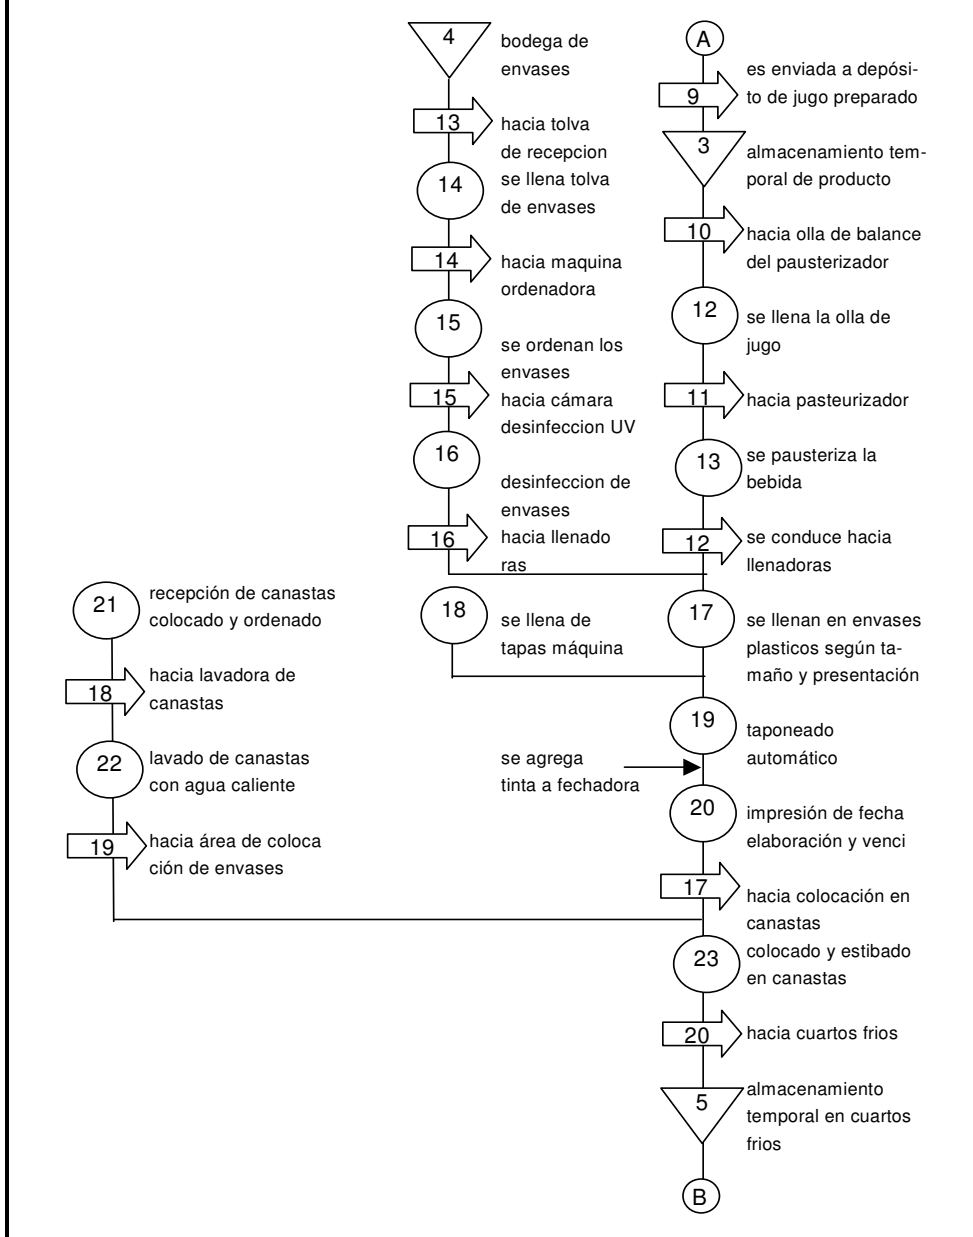 4
bodega de
envases
13
hacia tolva
de recepcion
14
se llena tolva
de envases
14
hacia maquina
ordenadora
15
se ordenan los
envases
15
hacia cámara
desinfeccion UV
16
desinfeccion de
envases
16
hacia llenado
ras
A
9
es enviada a depósi-
to de jugo preparado
3
almacenamiento tem-
poral de producto
10
hacia olla de balance
del pausterizador
12
se llena la olla de
jugo
11
hacia pasteurizador
13
se pausteriza la
bebida
12
se conduce hacia
llenadoras
21
recepción de canastas
colocado y ordenado
18
hacia lavadora de
canastas
22
lavado de canastas
con agua caliente
19
hacia área de coloca
ción de envases
18
se llena de
tapas máquina
17
se llenan en envases
plasticos según ta-
maño y presentación
19
taponeado
automático
se agrega
tinta a fechadora
20
impresión de fecha
elaboración y venci
17
hacia colocación en
canastas
23
colocado y estibado
en canastas
20
hacia cuartos frios
5
almacenamiento
temporal en cuartos
frios
B